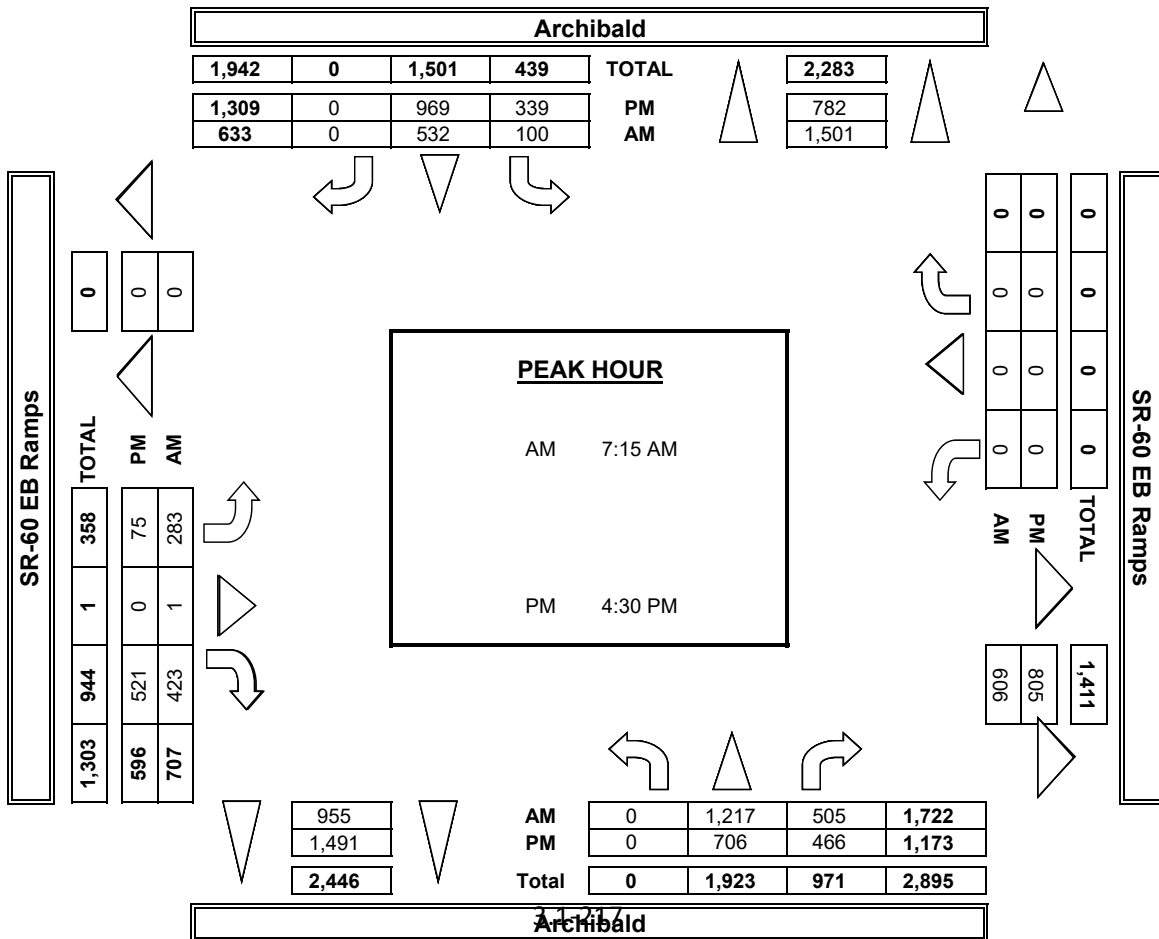 Archibald
1,942 0 1,501 439 TOTAL 2,283
1,309 0 969 339 PM 782
633 0 532 100 AM 1,501
SR-60 EB Ramps
0 0 0
TOTAL PM AM
358 75 283
1 0 1
944 521 423
1,303 596 707
PEAK HOUR
AM 7:15 AM
PM 4:30 PM
0 0 0
0 0 0
0 0 0
0 0 0
AM PM TOTAL
606 805 1,411
SR-60 EB Ramps
955 AM 0 1,217 505 1,722
1,491 PM 0 706 466 1,173
2,446 Total 0 1,923 971 2,895
Archibald
3.1-217